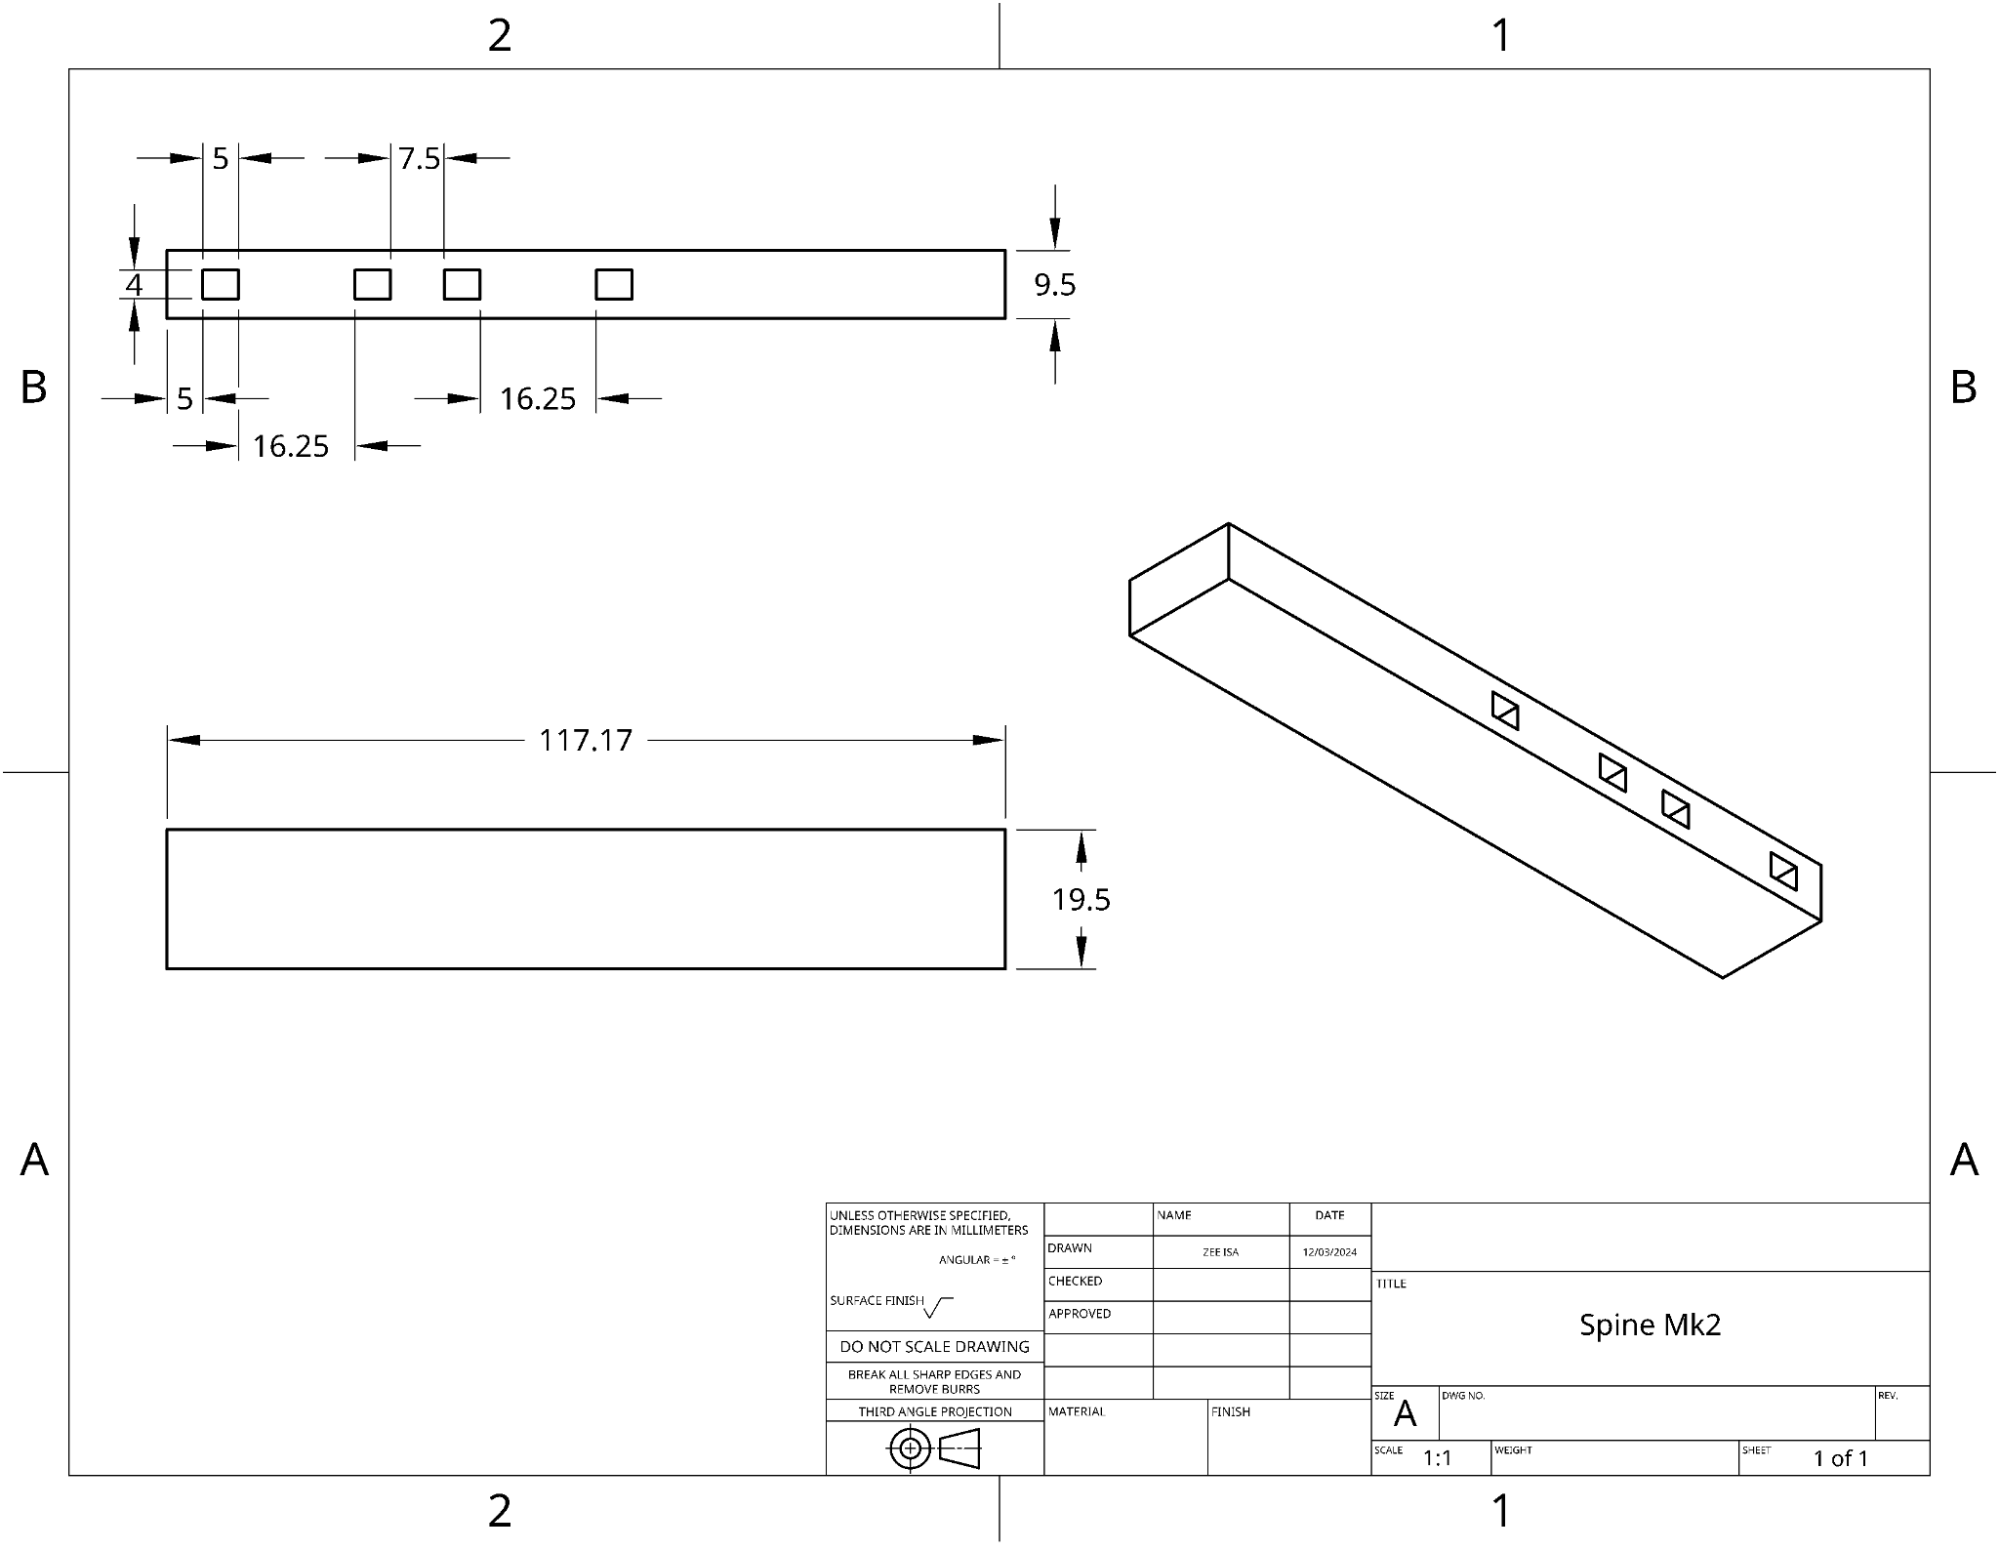 2 1
5 7.5
4 9.5
B B
5 16.25
16.25
117.17
19.5
A A
UNLESS OTHERWISE SPECIFIED,
DIMENSIONS ARE IN MILLIMETERS
ANGULAR = ± °
SURFACE FINISH
DO NOT SCALE DRAWING
BREAK ALL SHARP EDGES AND
REMOVE BURRS
THIRD ANGLE PROJECTION
NAME DATE
DRAWN ZEE ISA 12/03/2024
CHECKED
APPROVED
MATERIAL FINISH
TITLE
Spine Mk2
SIZE DWG NO. REV.
A
SCALE 1:1 WEIGHT SHEET 1 of 1
2 1